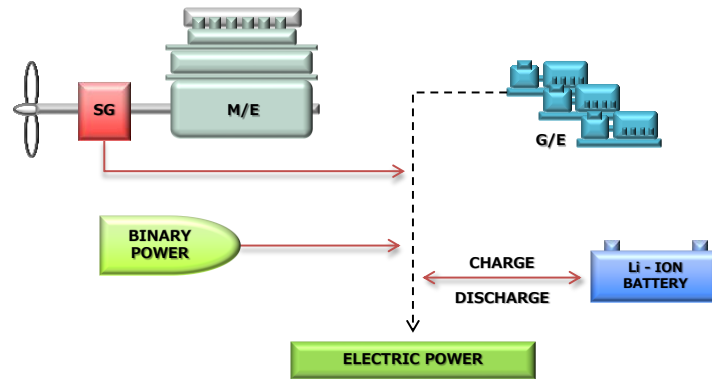 SG
M/E
G/E
BINARY
POWER
CHARGE
DISCHARGE
Li - ION
BATTERY
ELECTRIC POWER